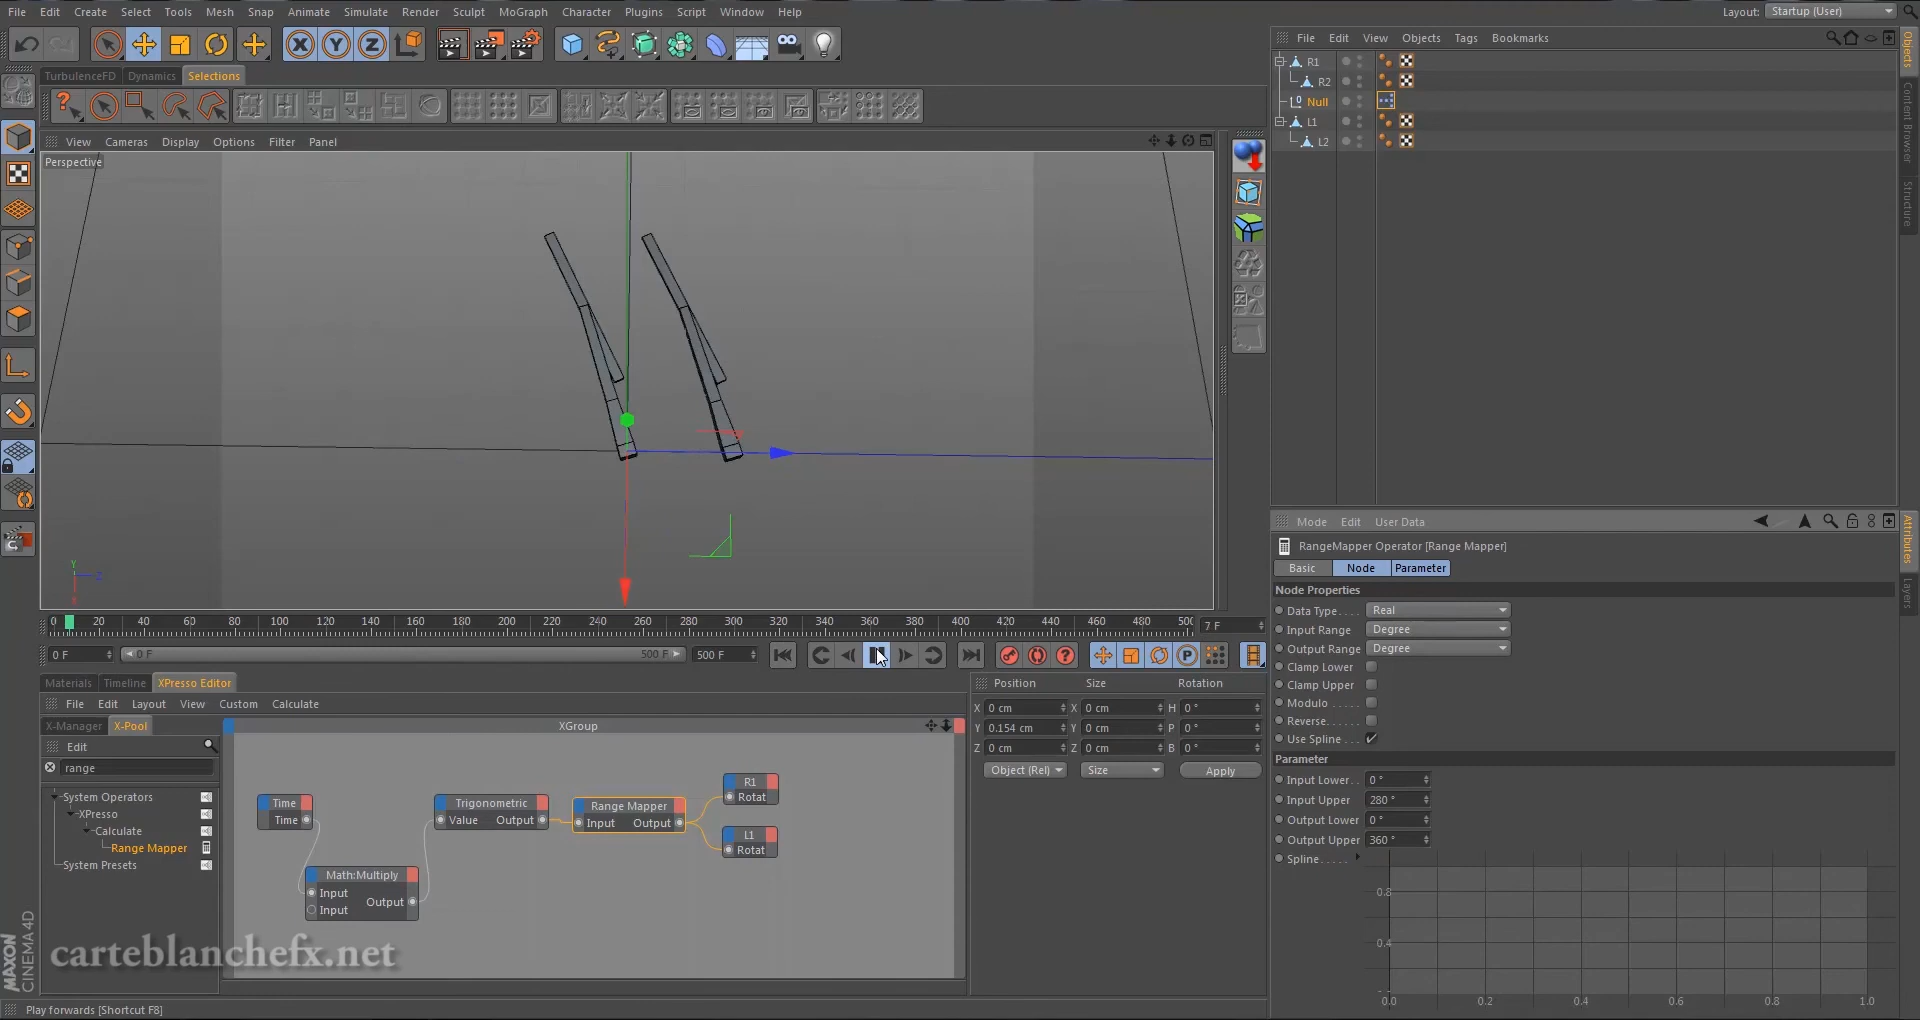 File Edit Create Select Tools Mesh Snap Animate Simulate Render Sculpt MoGraph Character Plugins Script Window Help
Layout: Startup (User)
TurbulenceFD Dynamics Selections
View Cameras Display Options Filter Panel
Perspective
Y
Z
X
0 20 40 60 80 100 120 140 160 180 200 220 240 260 280 300 320 340 360 380 400 420 440 460 480 500
7 F
0 F
0 F
500 F
500 F
Materials Timeline XPresso Editor
File Edit Layout View Custom Calculate
X-Manager X-Pool
Edit
range
System Operators
XPresso
Calculate
Range Mapper
System Presets
XGroup
Time
Time
Math:Multiply
Input
Output
Input
Trigonometric
Value Output
Range Mapper
Input Output
R1
Rotat
L1
Rotat
Position Size Rotation
X 0 cm X 0 cm H 0 °
Y 0.154 cm Y 0 cm P 0 °
Z 0 cm Z 0 cm B 0 °
Object (Rel) Size Apply
File Edit View Objects Tags Bookmarks
R1
R2
Null
L1
L2
Objects
Content Browser
Structure
Mode Edit User Data
RangeMapper Operator [Range Mapper]
Basic Node Parameter
Node Properties
Data Type.... Real
Input Range Degree
Output Range Degree
Clamp Lower
Clamp Upper
Modulo .....
Reverse.....
Use Spline ...
Parameter
Input Lower.. 0 °
Input Upper 280 °
Output Lower 0 °
Output Upper 360 °
Spline.....
0.8
0.4
0.0 0.2 0.4 0.6 0.8 1.0
Attributes
Layers
MAXON
CINEMA 4D
carteblanchefx.net
Play forwards [Shortcut F8]